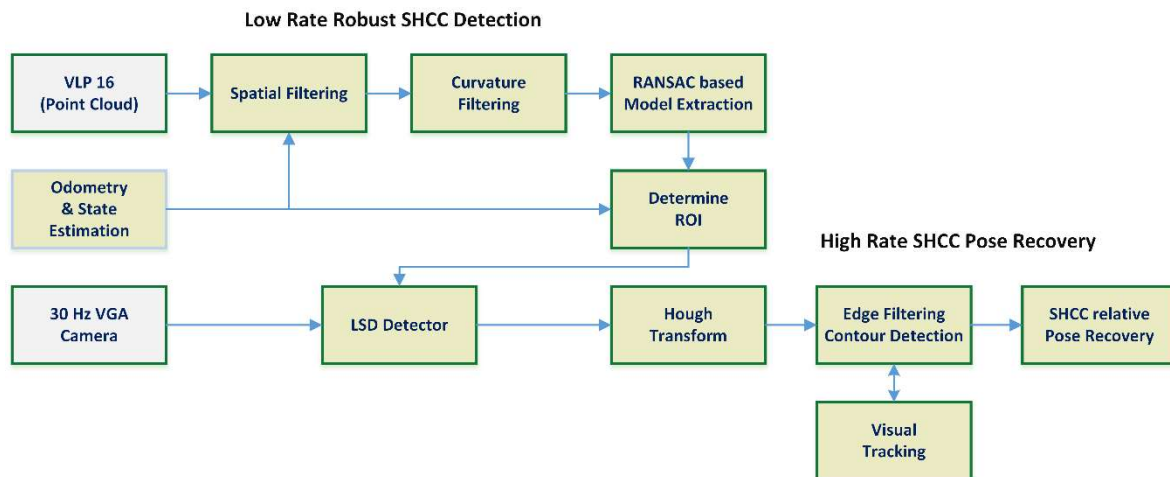 Low Rate Robust SHCC Detection
VLP 16
(Point Cloud)
Spatial Filtering
Curvature
Filtering
RANSAC based
Model Extraction
Odometry
& State
Estimation
Determine
ROI
High Rate SHCC Pose Recovery
30 Hz VGA
Camera
LSD Detector
Hough
Transform
Edge Filtering
Contour Detection
SHCC relative
Pose Recovery
Visual
Tracking